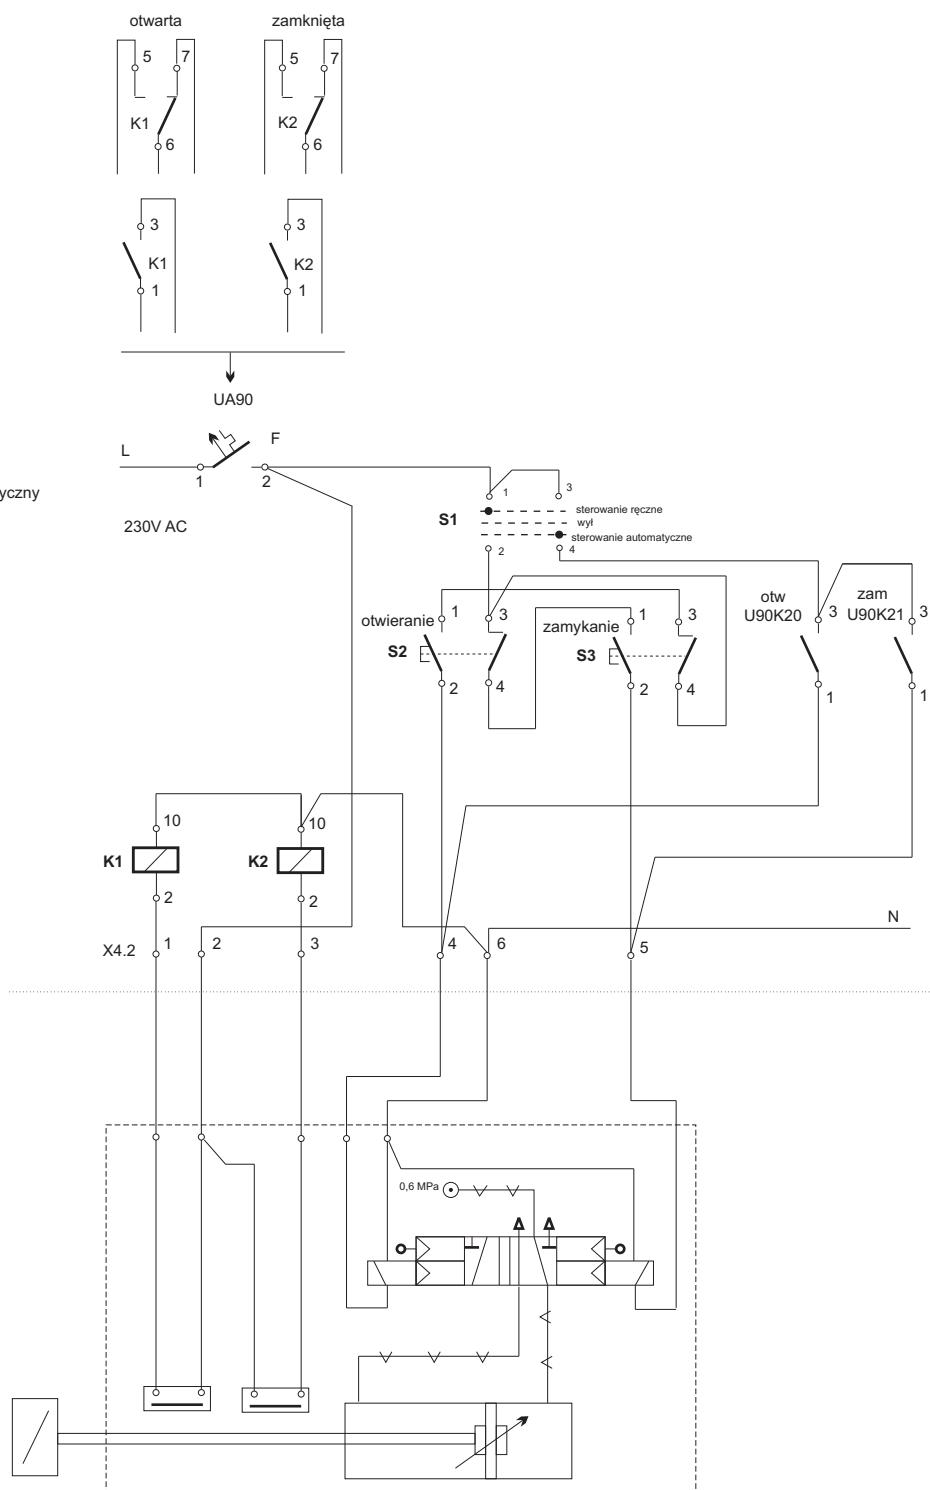 otwarta zamknięta
5 7 5 7
K1 K2
6 6
3 3
K1 K2
1 1
UA90
L F
1 2
yczny
230V AC
S1
1 3
sterowanie ręczne
wył
sterowanie automatyczne
2 4
otw zam
U90K20 3 U90K21 3
otwieranie 1 3 zamykanie 1 3
S2 S3
2 4 2 4 1 1
10 10
K1 K2
2 2
X4.2 1 2 3 4 6 5 N
0,6 MPa